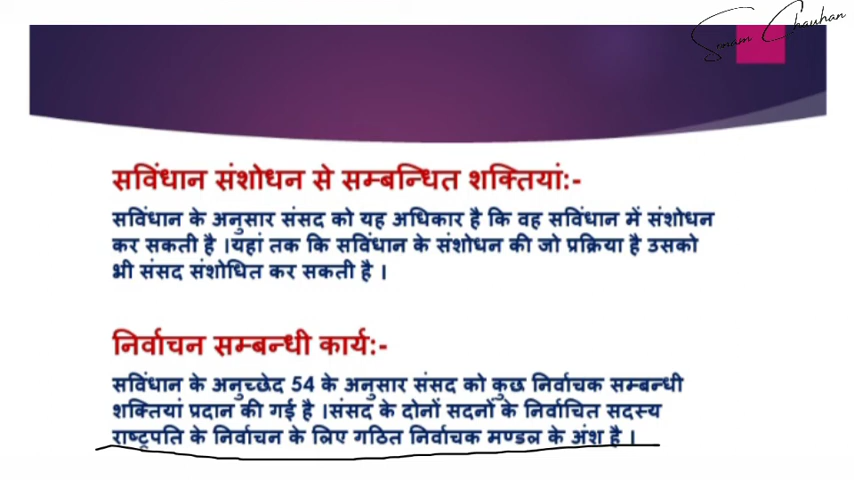 Sonam Chauhan
सविंधान संशोधन से सम्बन्धित शक्तियां:-
सविंधान के अनुसार संसद को यह अधिकार है कि वह सविंधान में संशोधन
कर सकती है ।यहां तक कि सविंधान के संशोधन की जो प्रक्रिया है उसको
भी संसद संशोधित कर सकती है ।
निर्वाचन सम्बन्धी कार्य:-
सविंधान के अनुच्छेद 54 के अनुसार संसद को कुछ निर्वाचक सम्बन्धी
शक्तियां प्रदान की गई है ।संसद के दोनों सदनों के निर्वाचित सदस्य
राष्ट्रपति के निर्वाचन के लिए गठित निर्वाचक मण्डल के अंश है ।